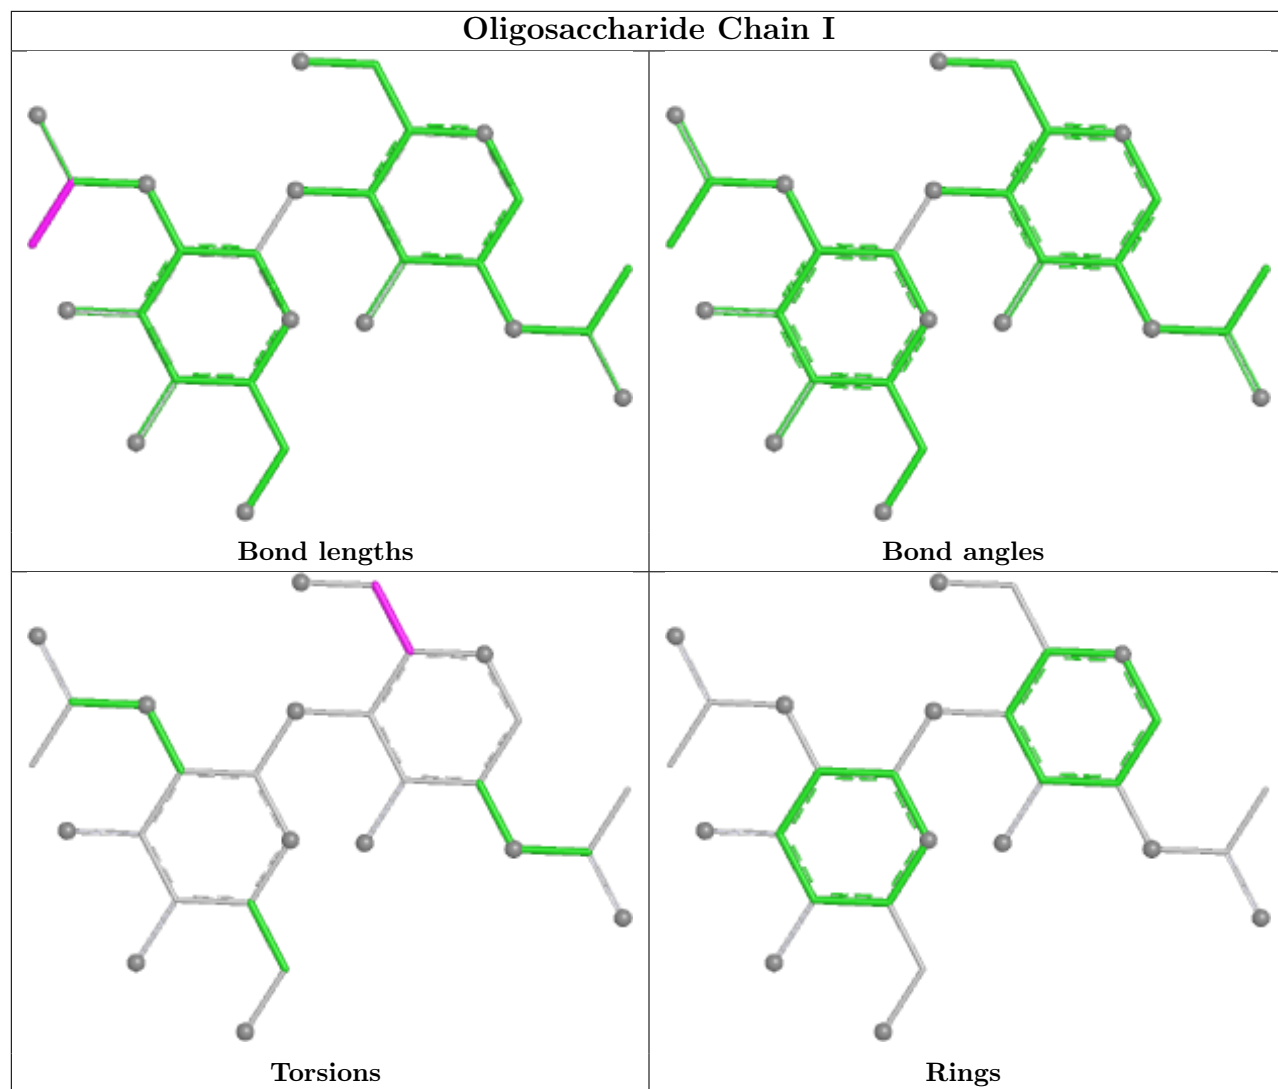 Oligosaccharide Chain I
Bond lengths
Bond angles
Torsions
Rings